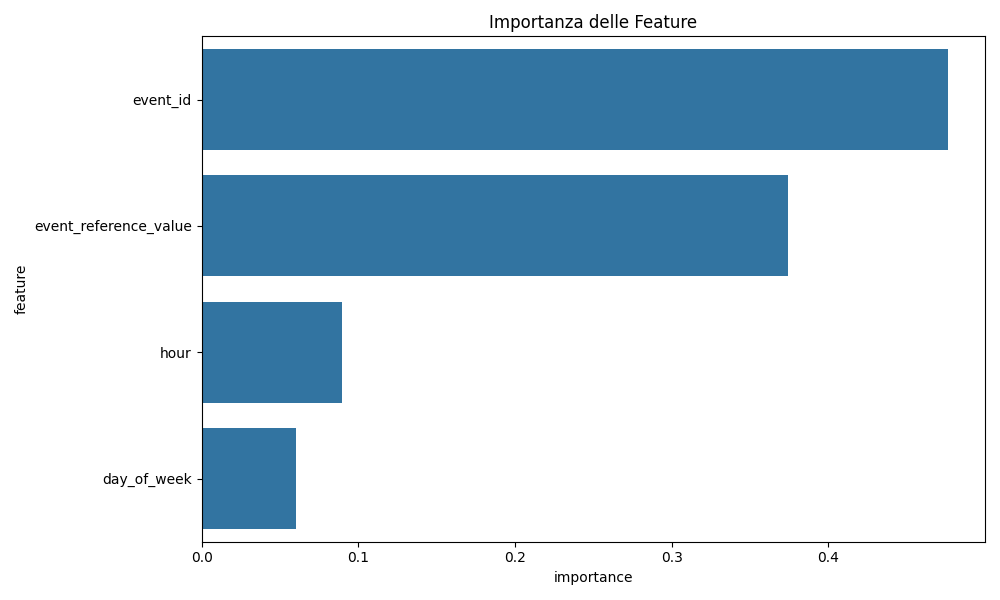 Importanza delle Feature
feature
event_id
event_reference_value
hour
day_of_week
0.0 0.1 0.2 0.3 0.4
importance